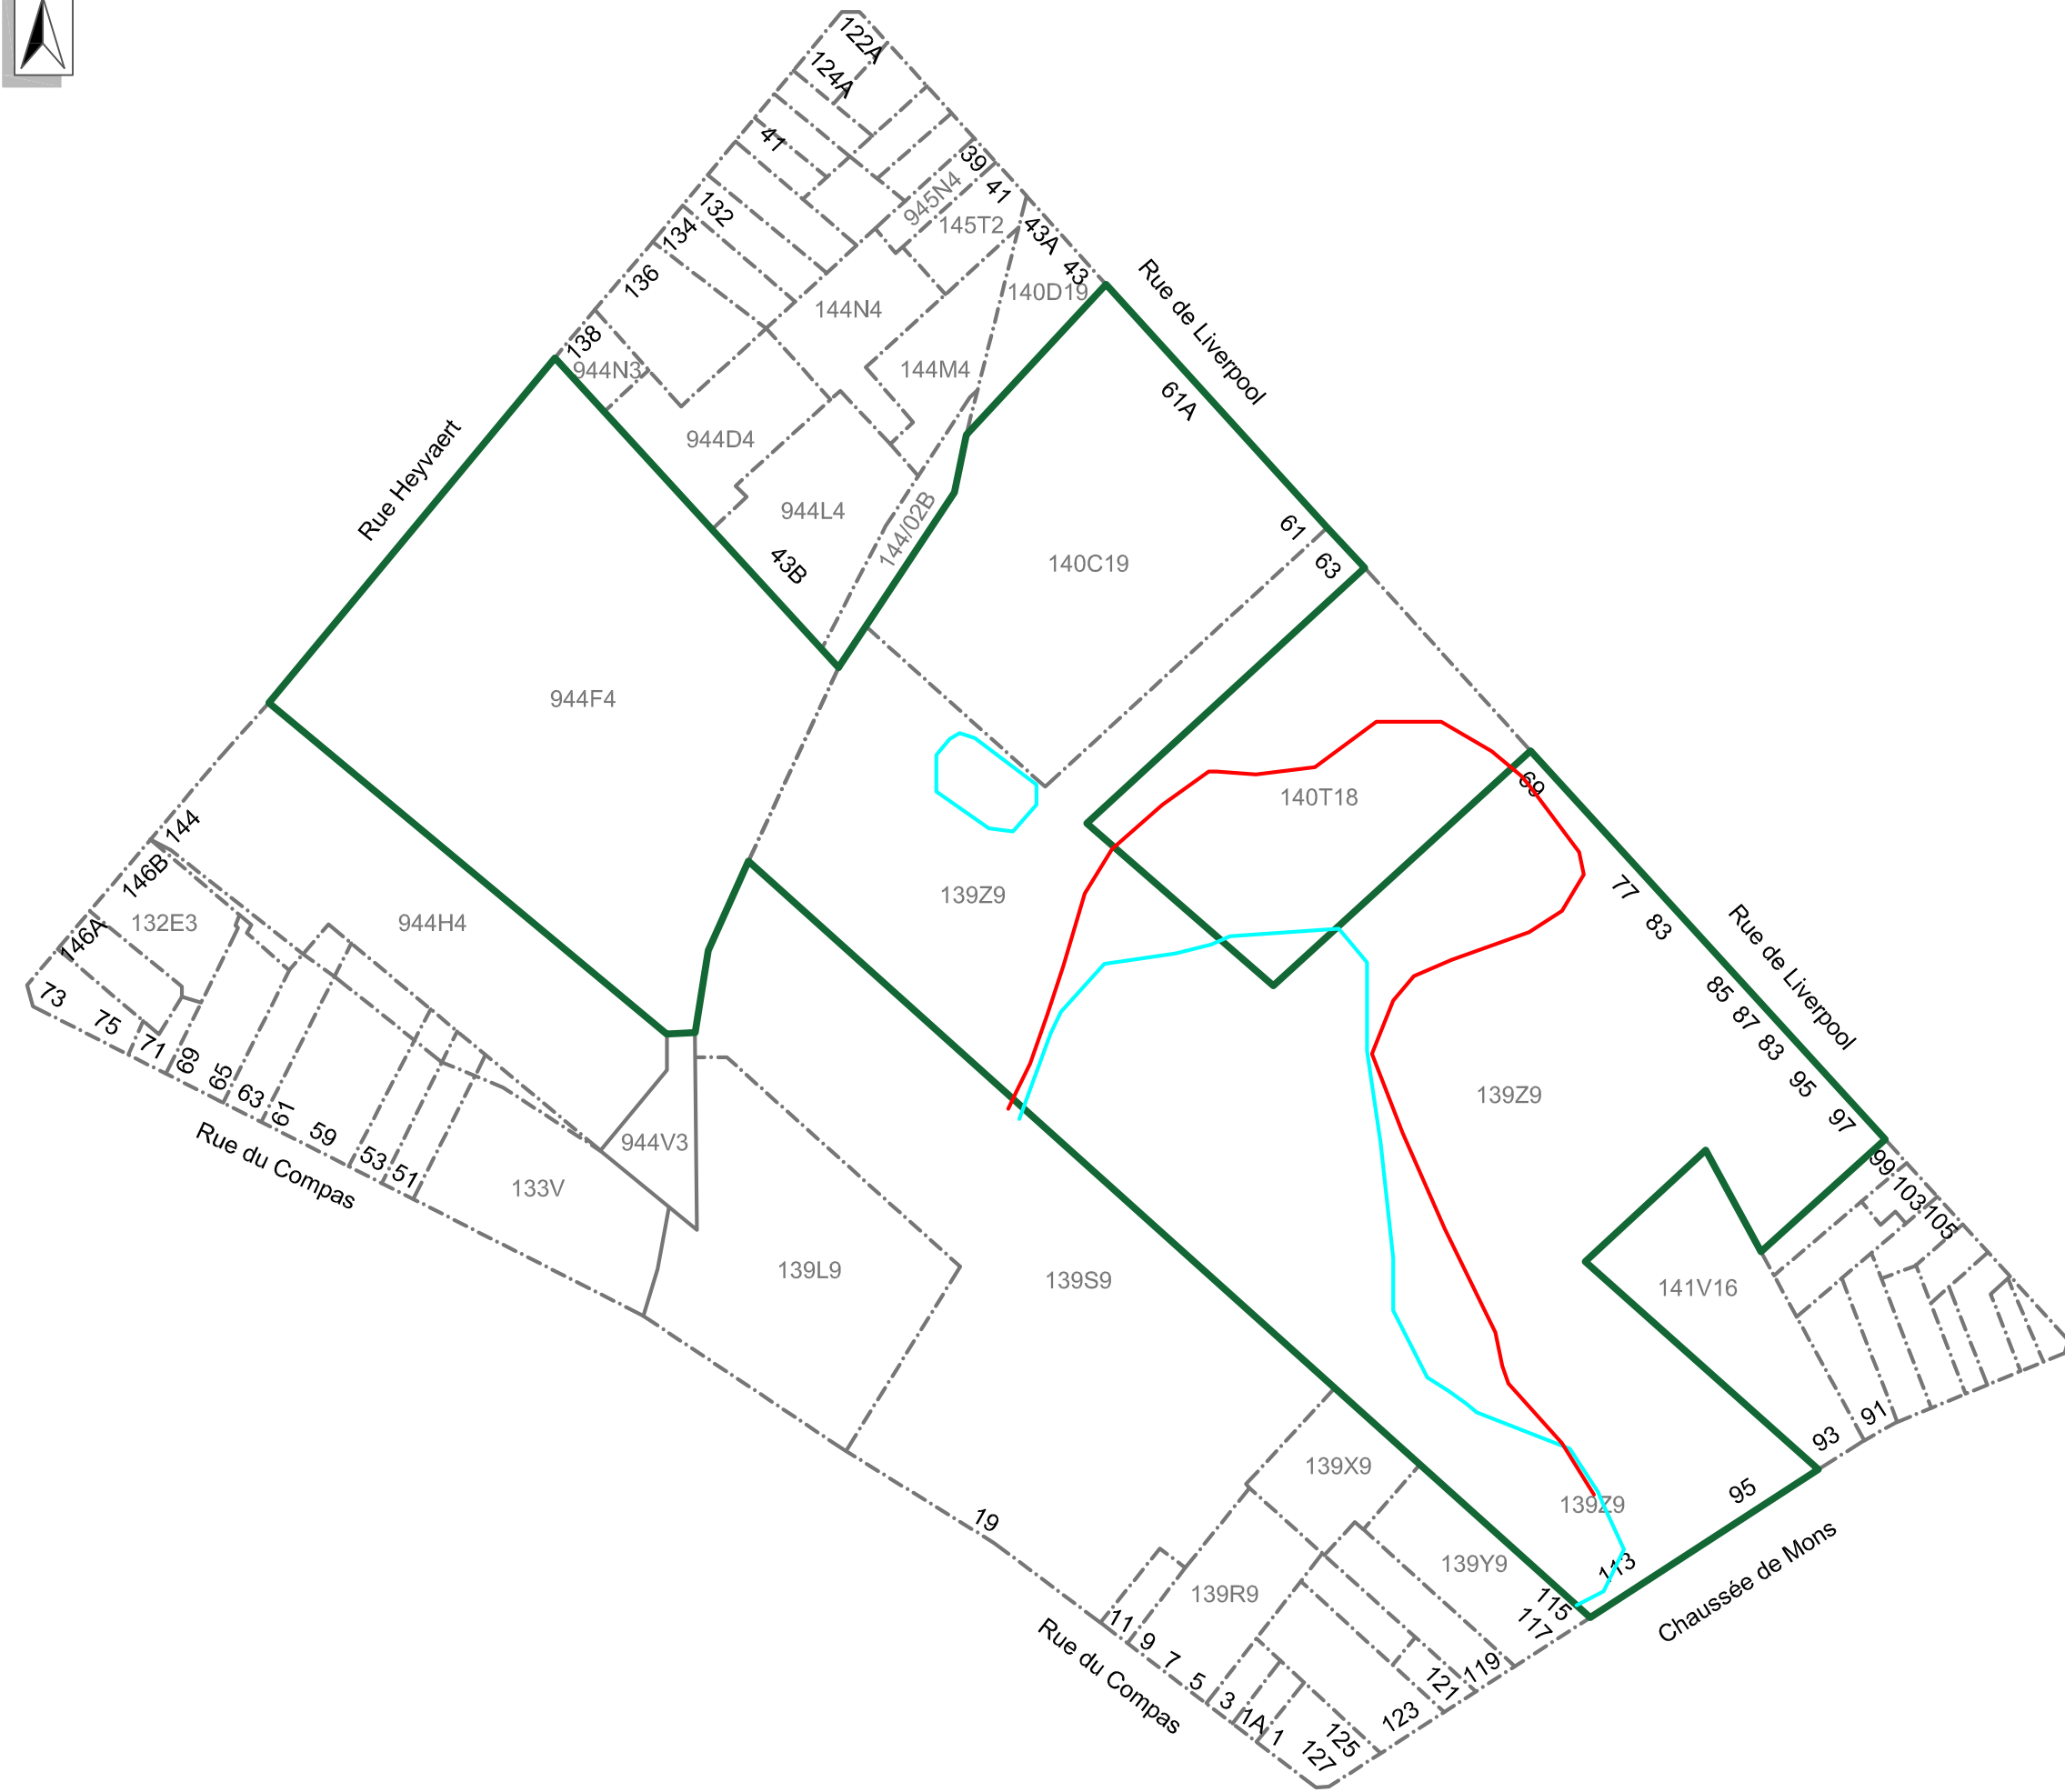 122A
124A
41
39
945N4
41
145T2
132
134
43A
43
136
140D19
Rue de Liverpool
144N4
138
944N3
144M4
61A
944D4
Rue Heyvaert
944L4
144/02B
43B
61
63
140C19
944F4
69
140T18
144
146B
132E3
146A
944H4
139Z9
77
83
Rue de Liverpool
73
75
71
69
65
63
61
59
53
51
Rue du Compas
85
87
83
95
97
139Z9
944V3
133V
99
103
105
139L9
139S9
141V16
93
91
139X9
95
139Z9
19
139Y9
113
Chaussée de Mons
139R9
115
117
11
9
7
5
3
1A
1
Rue du Compas
119
121
123
125
127